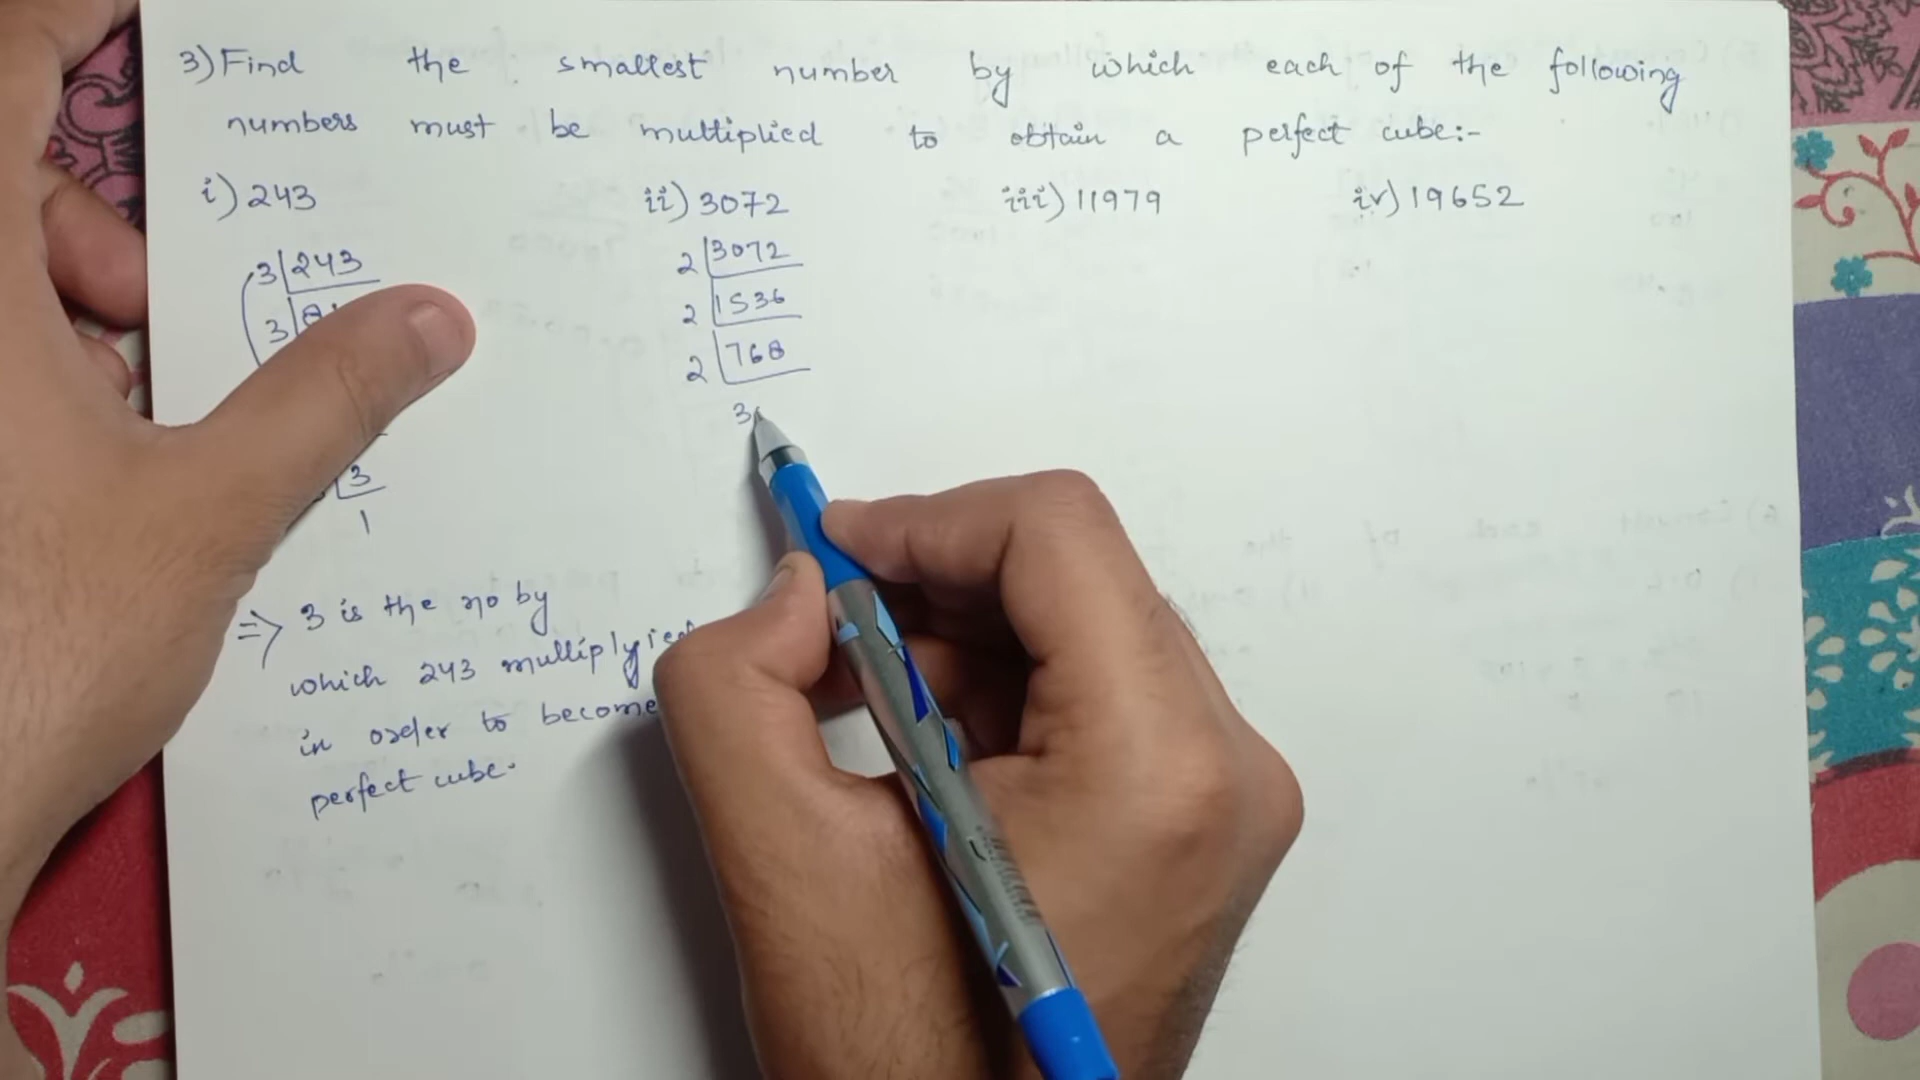 3) Find the smallest number by which each of the following
numbers must be multiplied to obtain a perfect cube:-
i) 243 ii) 3072 iii) 11979 iv) 19652
3 243
3
3
1
2 3072
2 1536
2 768
3
=> 3 is the no by
which 243 multiplyied
in order to become
perfect cube.